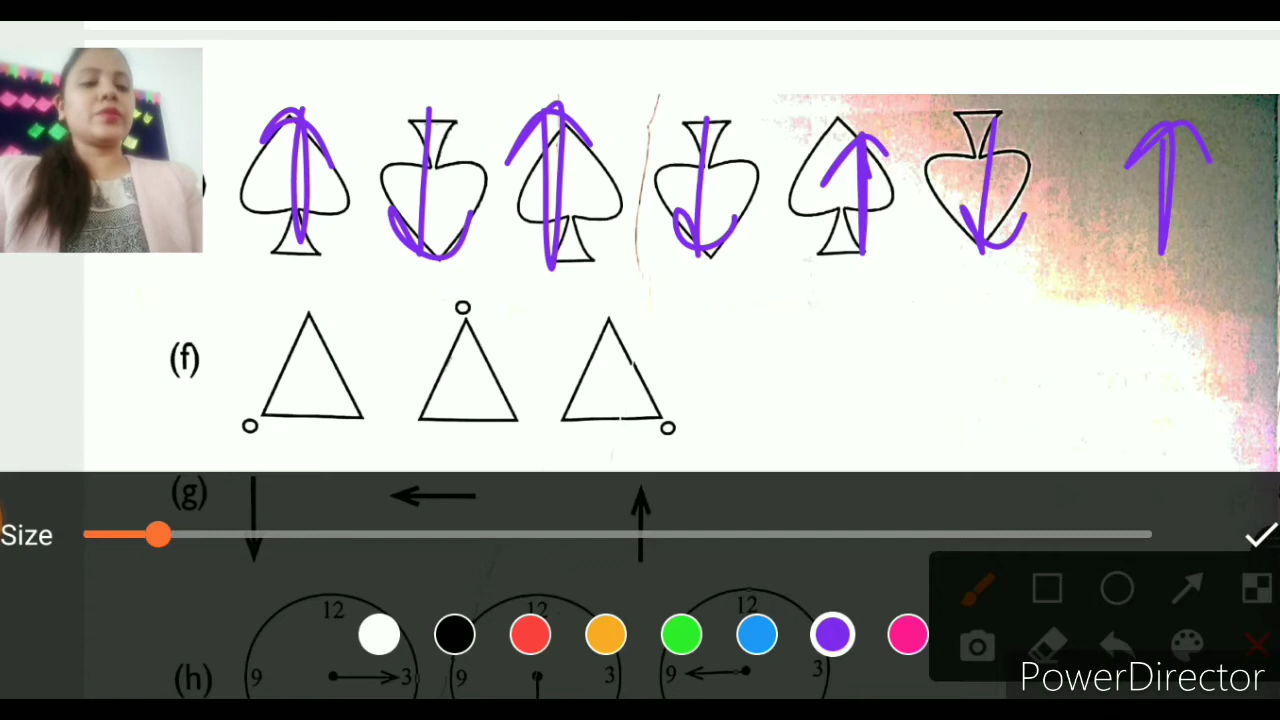 (f)
(g)
Size
12 12 12
(h) 9 3 9 3 9 3
PowerDirector